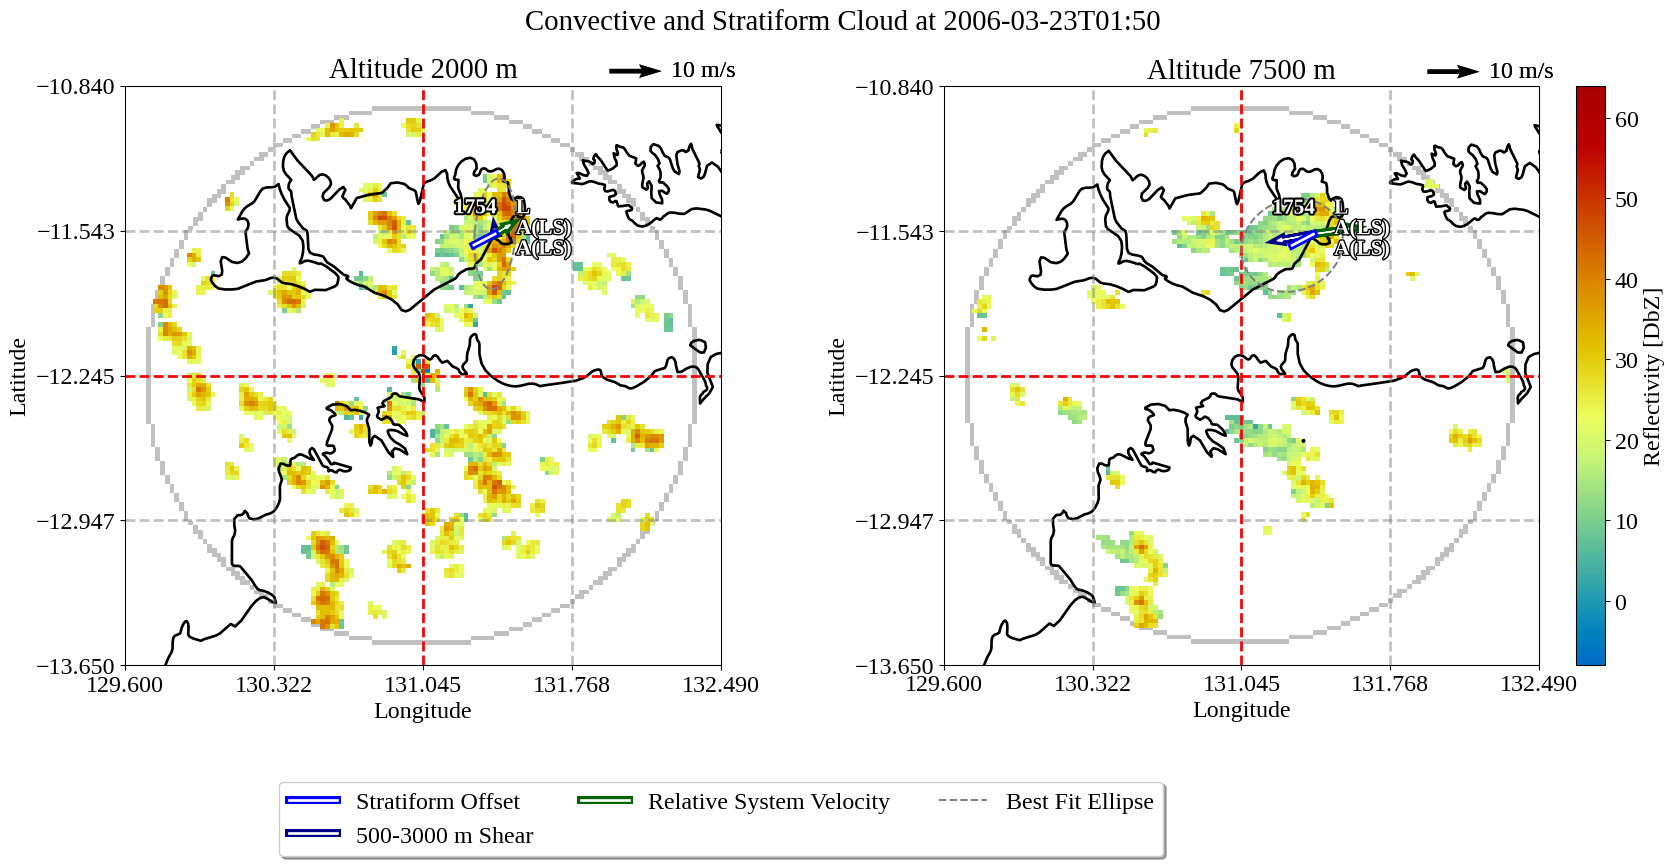 Convective and Stratiform Cloud at 2006-03-23T01:50
Altitude 2000 m
10 m/s
−10.840
−11.543
−12.245
−12.947
−13.650
129.600
130.322
131.045
131.768
132.490
Latitude
Longitude
1754
L
A(LS)
A(LS)
Altitude 7500 m
10 m/s
−10.840
−11.543
−12.245
−12.947
−13.650
129.600
130.322
131.045
131.768
132.490
Latitude
Longitude
1754
L
A(LS)
A(LS)
60
50
40
30
20
10
0
Reflectivity [DbZ]
Stratiform Offset
500-3000 m Shear
Relative System Velocity
Best Fit Ellipse